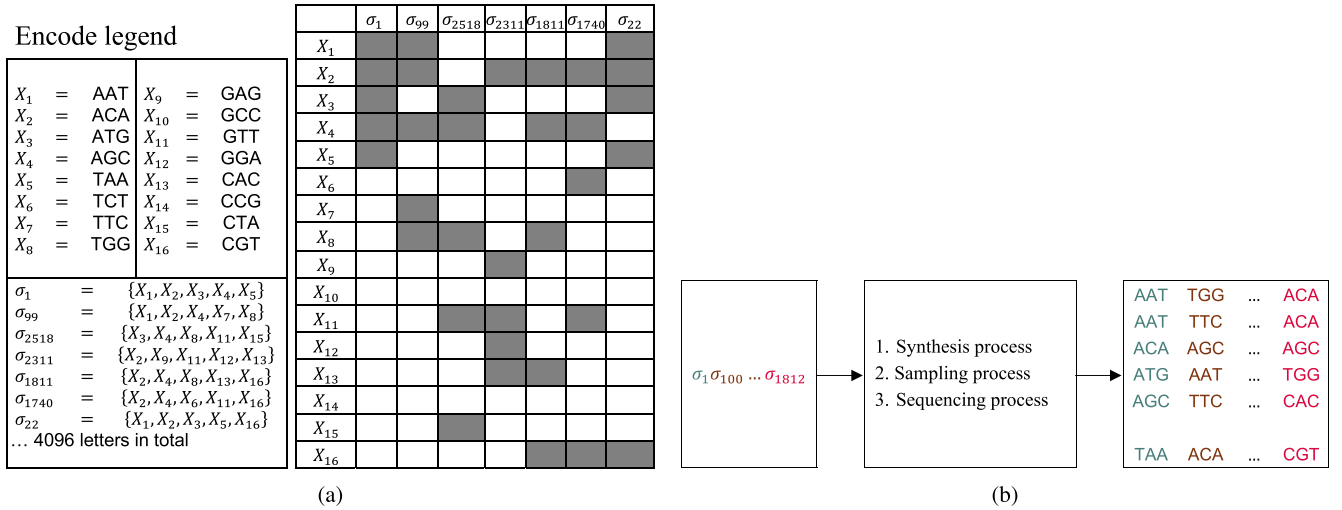 Encode legend
X₁ = AAT X₉ = GAG
X₂ = ACA X₁₀ = GCC
X₃ = ATG X₁₁ = GTT
X₄ = AGC X₁₂ = GGA
X₅ = TAA X₁₃ = CAC
X₆ = TCT X₁₄ = CCG
X₇ = TTC X₁₅ = CTA
X₈ = TGG X₁₆ = CGT
σ₁ = {X₁, X₂, X₃, X₄, X₅}
σ₉₉ = {X₁, X₂, X₄, X₇, X₈}
σ₂₅₁₈ = {X₃, X₄, X₈, X₁₁, X₁₅}
σ₂₃₁₁ = {X₂, X₉, X₁₁, X₁₂, X₁₃}
σ₁₈₁₁ = {X₂, X₄, X₈, X₁₃, X₁₆}
σ₁₇₄₀ = {X₂, X₄, X₆, X₁₁, X₁₆}
σ₂₂ = {X₁, X₂, X₃, X₅, X₁₆}
... 4096 letters in total
σ₁ σ₉₉ σ₂₅₁₈ σ₂₃₁₁ σ₁₈₁₁ σ₁₇₄₀ σ₂₂
X₁
X₂
X₃
X₄
X₅
X₆
X₇
X₈
X₉
X₁₀
X₁₁
X₁₂
X₁₃
X₁₄
X₁₅
X₁₆
(a)
σ₁σ₁₀₀ ... σ₁₈₁₂
1. Synthesis process
2. Sampling process
3. Sequencing process
AAT TGG ... ACA
AAT TTC ... ACA
ACA AGC ... AGC
ATG AAT ... TGG
AGC TTC ... CAC
TAA ACA ... CGT
(b)